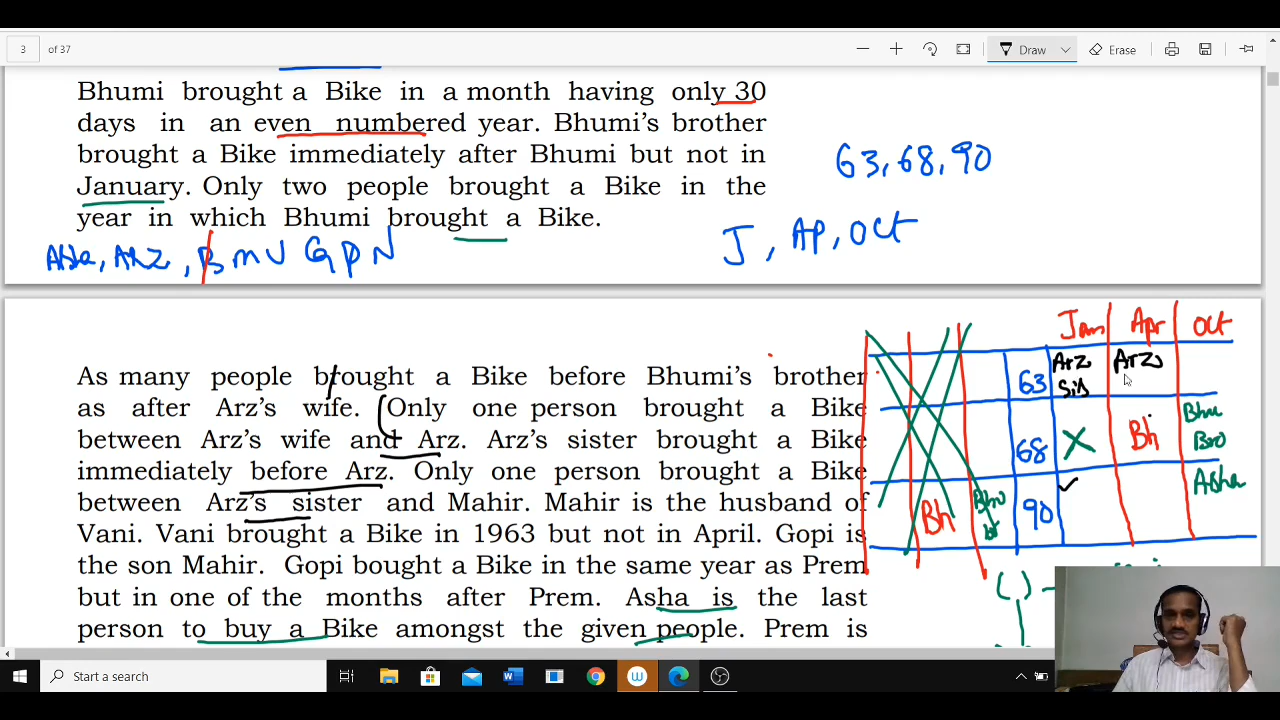 3 of 37
Draw
Erase
Bhumi brought a Bike in a month having only 30
days in an even numbered year. Bhumi's brother
brought a Bike immediately after Bhumi but not in
January. Only two people brought a Bike in the
year in which Bhumi brought a Bike.
63, 68, 90
J, AP, Oct
Asha, Arz, B M V G P N
Jan Apr Oct
As many people brought a Bike before Bhumi's brother
as after Arz's wife. (Only one person brought a Bike
between Arz's wife and Arz. Arz's sister brought a Bike
immediately before Arz. Only one person brought a Bike
between Arz's sister and Mahir. Mahir is the husband of
Vani. Vani brought a Bike in 1963 but not in April. Gopi is
the son Mahir. Gopi bought a Bike in the same year as Prem
but in one of the months after Prem. Asha is the last
person to buy a Bike amongst the given people. Prem is
63 Arz Sis Arz
68 Bh Bhu Bro
Bh 90 Asha
Start
Type here to search